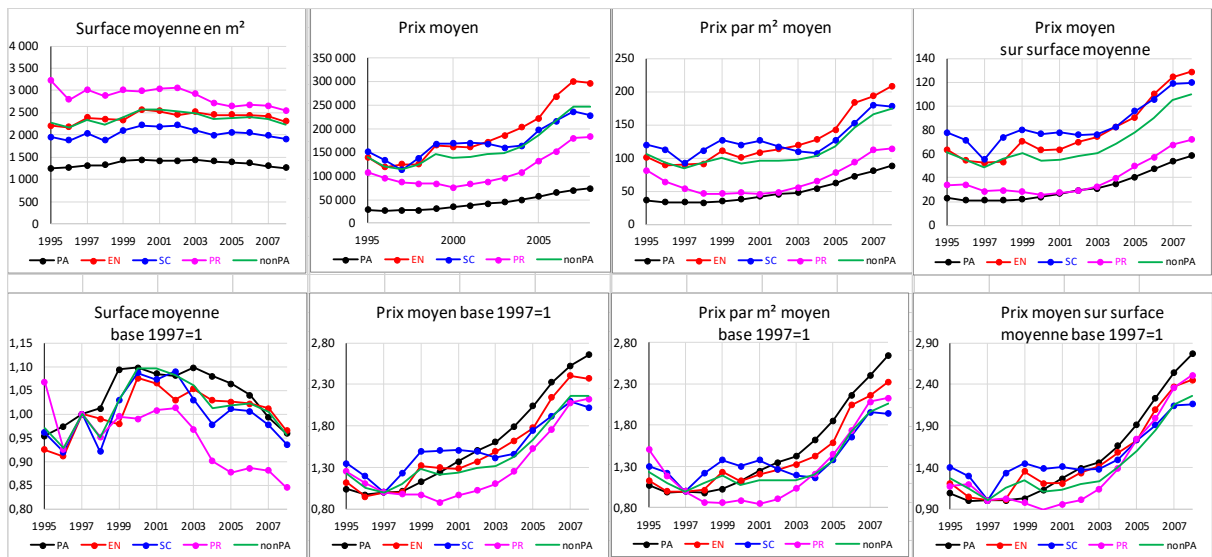 Surface moyenne en m²
4 000
3 500
3 000
2 500
2 000
1 500
1 000
500
0
1995 1997 1999 2001 2003 2005 2007
PA EN SC PR nonPA
Prix moyen
350 000
300 000
250 000
200 000
150 000
100 000
50 000
0
1995 2000 2005
PA EN SC PR nonPA
Prix par m² moyen
250
200
150
100
50
0
1995 1997 1999 2001 2003 2005 2007
PA EN SC PR nonPA
Prix moyen
sur surface moyenne
140
120
100
80
60
40
20
0
1995 1997 1999 2001 2003 2005 2007
PA EN SC PR nonPA
Surface moyenne
base 1997=1
1,15
1,10
1,05
1,00
0,95
0,90
0,85
0,80
1995 1997 1999 2001 2003 2005 2007
PA EN SC PR nonPA
Prix moyen base 1997=1
2,80
2,30
1,80
1,30
0,80
1995 1997 1999 2001 2003 2005 2007
PA EN SC PR nonPA
Prix par m² moyen
base 1997=1
2,80
2,30
1,80
1,30
0,80
1995 1997 1999 2001 2003 2005 2007
PA EN SC PR nonPA
Prix moyen sur surface
moyenne base 1997=1
2,90
2,40
1,90
1,40
0,90
1995 1997 1999 2001 2003 2005 2007
PA EN SC PR nonPA